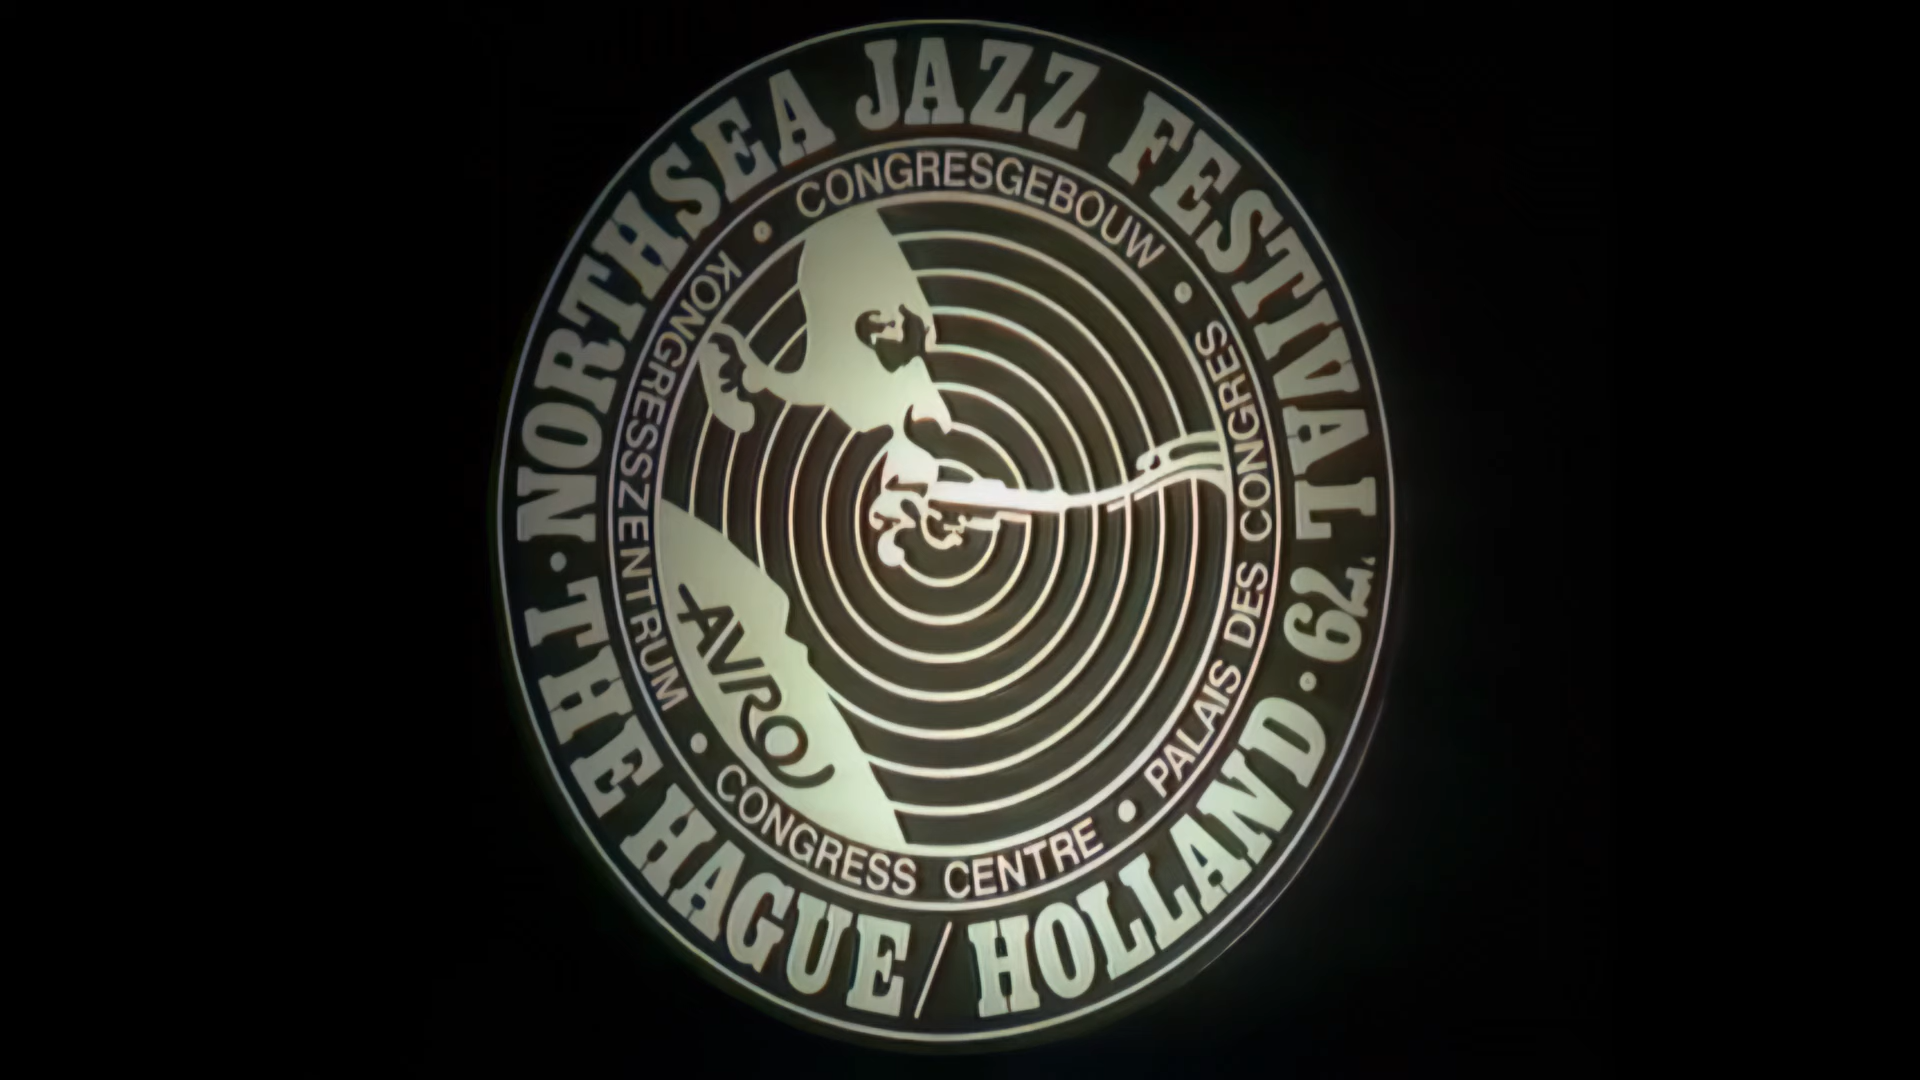 NORTHSEA JAZZ FESTIVAL '79
THE HAGUE/HOLLAND
CONGRESGEBOUW
PALAIS DES CONGRES
CONGRESS CENTRE
KONGRESSZENTRUM
AVRO